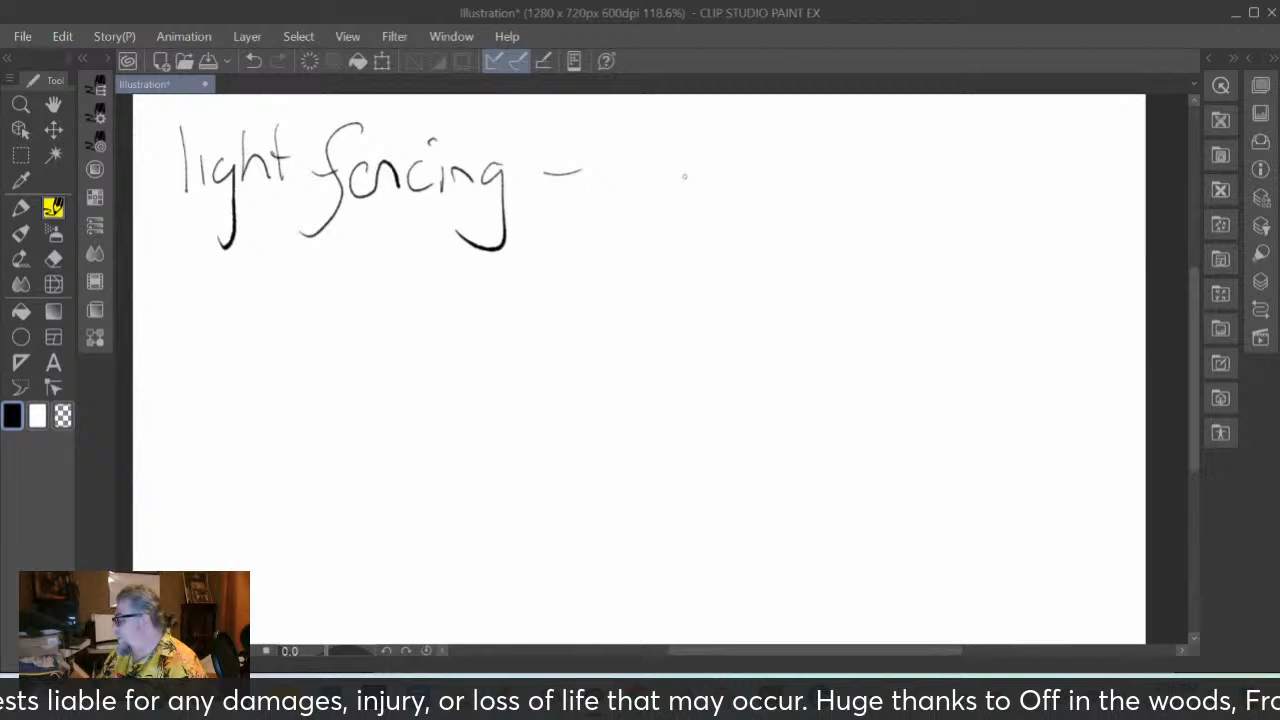 Illustration* (1280 x 720px 600dpi 118.6%) - CLIP STUDIO PAINT EX
File Edit Story(P) Animation Layer Select View Filter Window Help
Tool
Illustration*
light fencing -
0.0
ests liable for any damages, injury, or loss of life that may occur. Huge thanks to Off in the woods, Fro